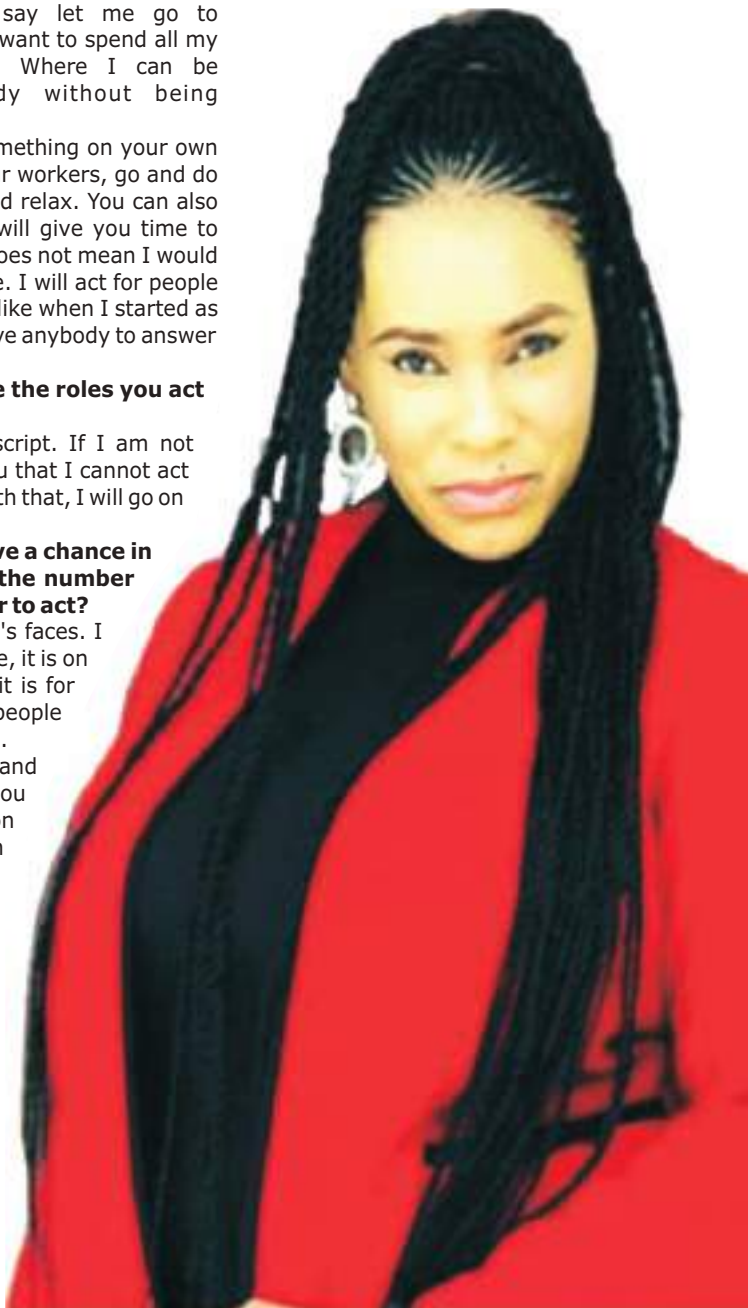 say let me go to
want to spend all my
Where I can be
dy without being
mething on your own
r workers, go and do
d relax. You can also
will give you time to
oes not mean I would
e. I will act for people
like when I started as
ve anybody to answer
e the roles you act
script. If I am not
u that I cannot act
th that, I will go on
ve a chance in
the number
r to act?
's faces. I
e, it is on
it is for
people
.
and
ou
on
n